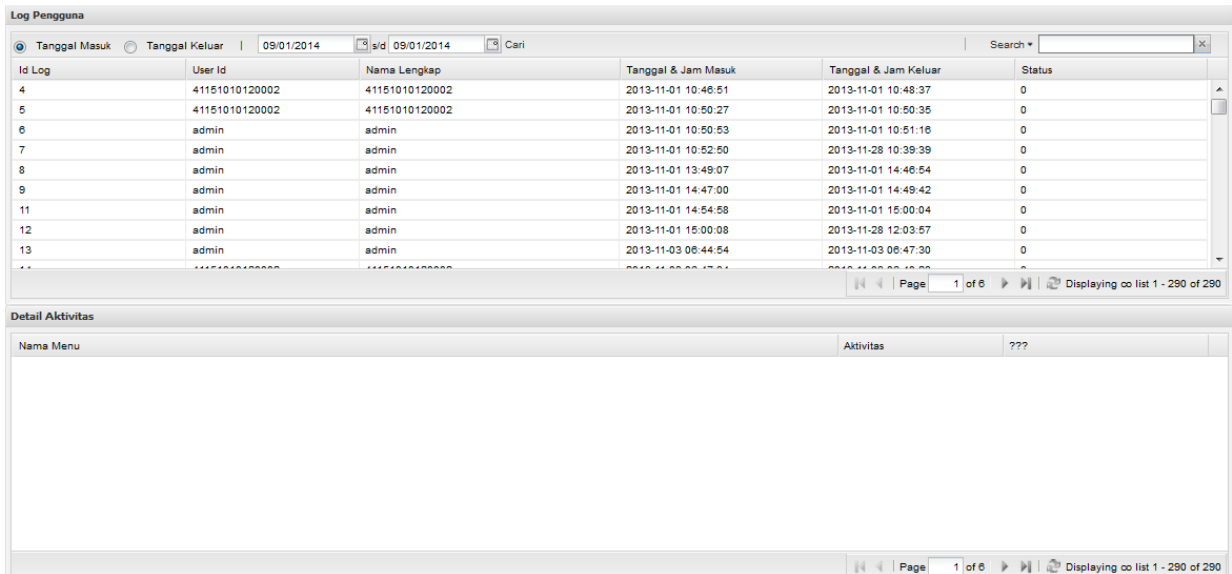 Log Pengguna
Tanggal Masuk Tanggal Keluar | 09/01/2014 s/d 09/01/2014 Cari Search
Id Log User Id Nama Lengkap Tanggal & Jam Masuk Tanggal & Jam Keluar Status
4 41151010120002 41151010120002 2013-11-01 10:46:51 2013-11-01 10:48:37 0
5 41151010120002 41151010120002 2013-11-01 10:50:27 2013-11-01 10:50:35 0
6 admin admin 2013-11-01 10:50:53 2013-11-01 10:51:16 0
7 admin admin 2013-11-01 10:52:50 2013-11-28 10:39:39 0
8 admin admin 2013-11-01 13:49:07 2013-11-01 14:46:54 0
9 admin admin 2013-11-01 14:47:00 2013-11-01 14:49:42 0
11 admin admin 2013-11-01 14:54:58 2013-11-01 15:00:04 0
12 admin admin 2013-11-01 15:00:08 2013-11-28 12:03:57 0
13 admin admin 2013-11-03 06:44:54 2013-11-03 06:47:30 0
Page 1 of 6 Displaying co list 1 - 290 of 290
Detail Aktivitas
Nama Menu Aktivitas ???
Page 1 of 6 Displaying co list 1 - 290 of 290